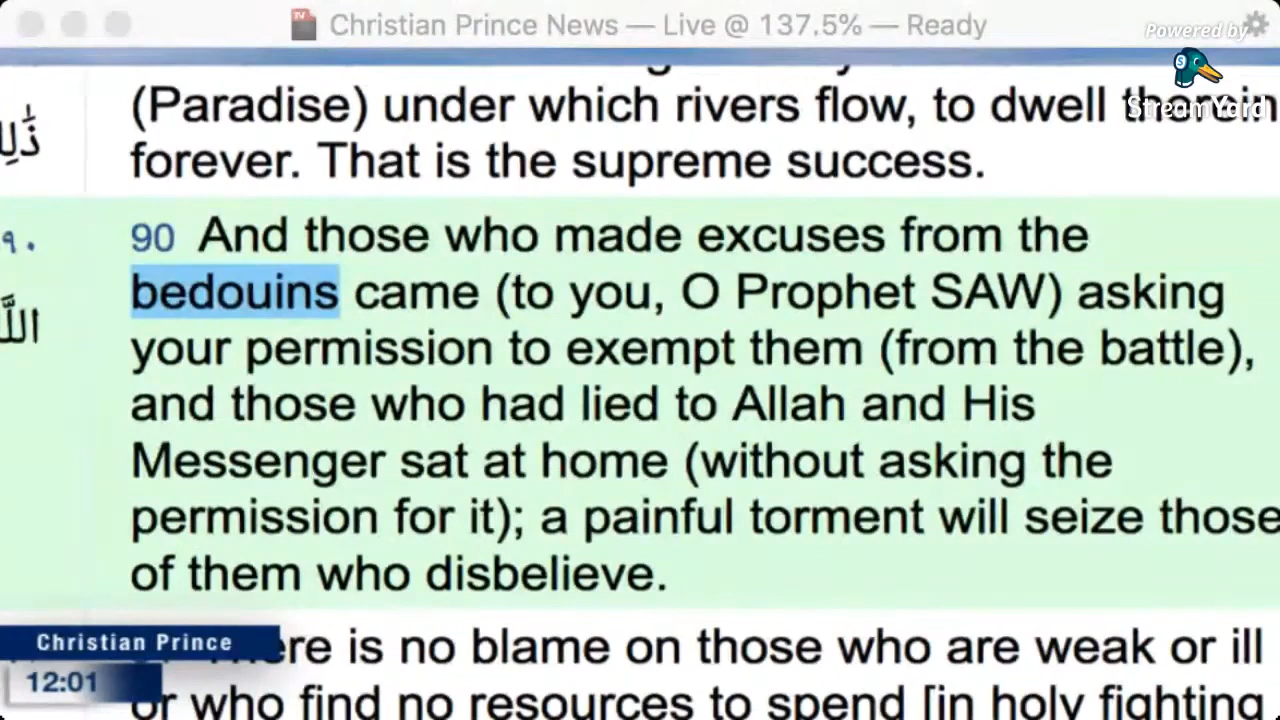 Christian Prince News — Live @ 137.5% — Ready
Powered by
StreamYard
(Paradise) under which rivers flow, to dwell therein
forever. That is the supreme success.
٩٠
90 And those who made excuses from the
bedouins came (to you, O Prophet SAW) asking
your permission to exempt them (from the battle),
and those who had lied to Allah and His
Messenger sat at home (without asking the
permission for it); a painful torment will seize those
of them who disbelieve.
is no blame on those who are weak or ill
or who find no resources to spend [in holy fighting
Christian Prince
12:01